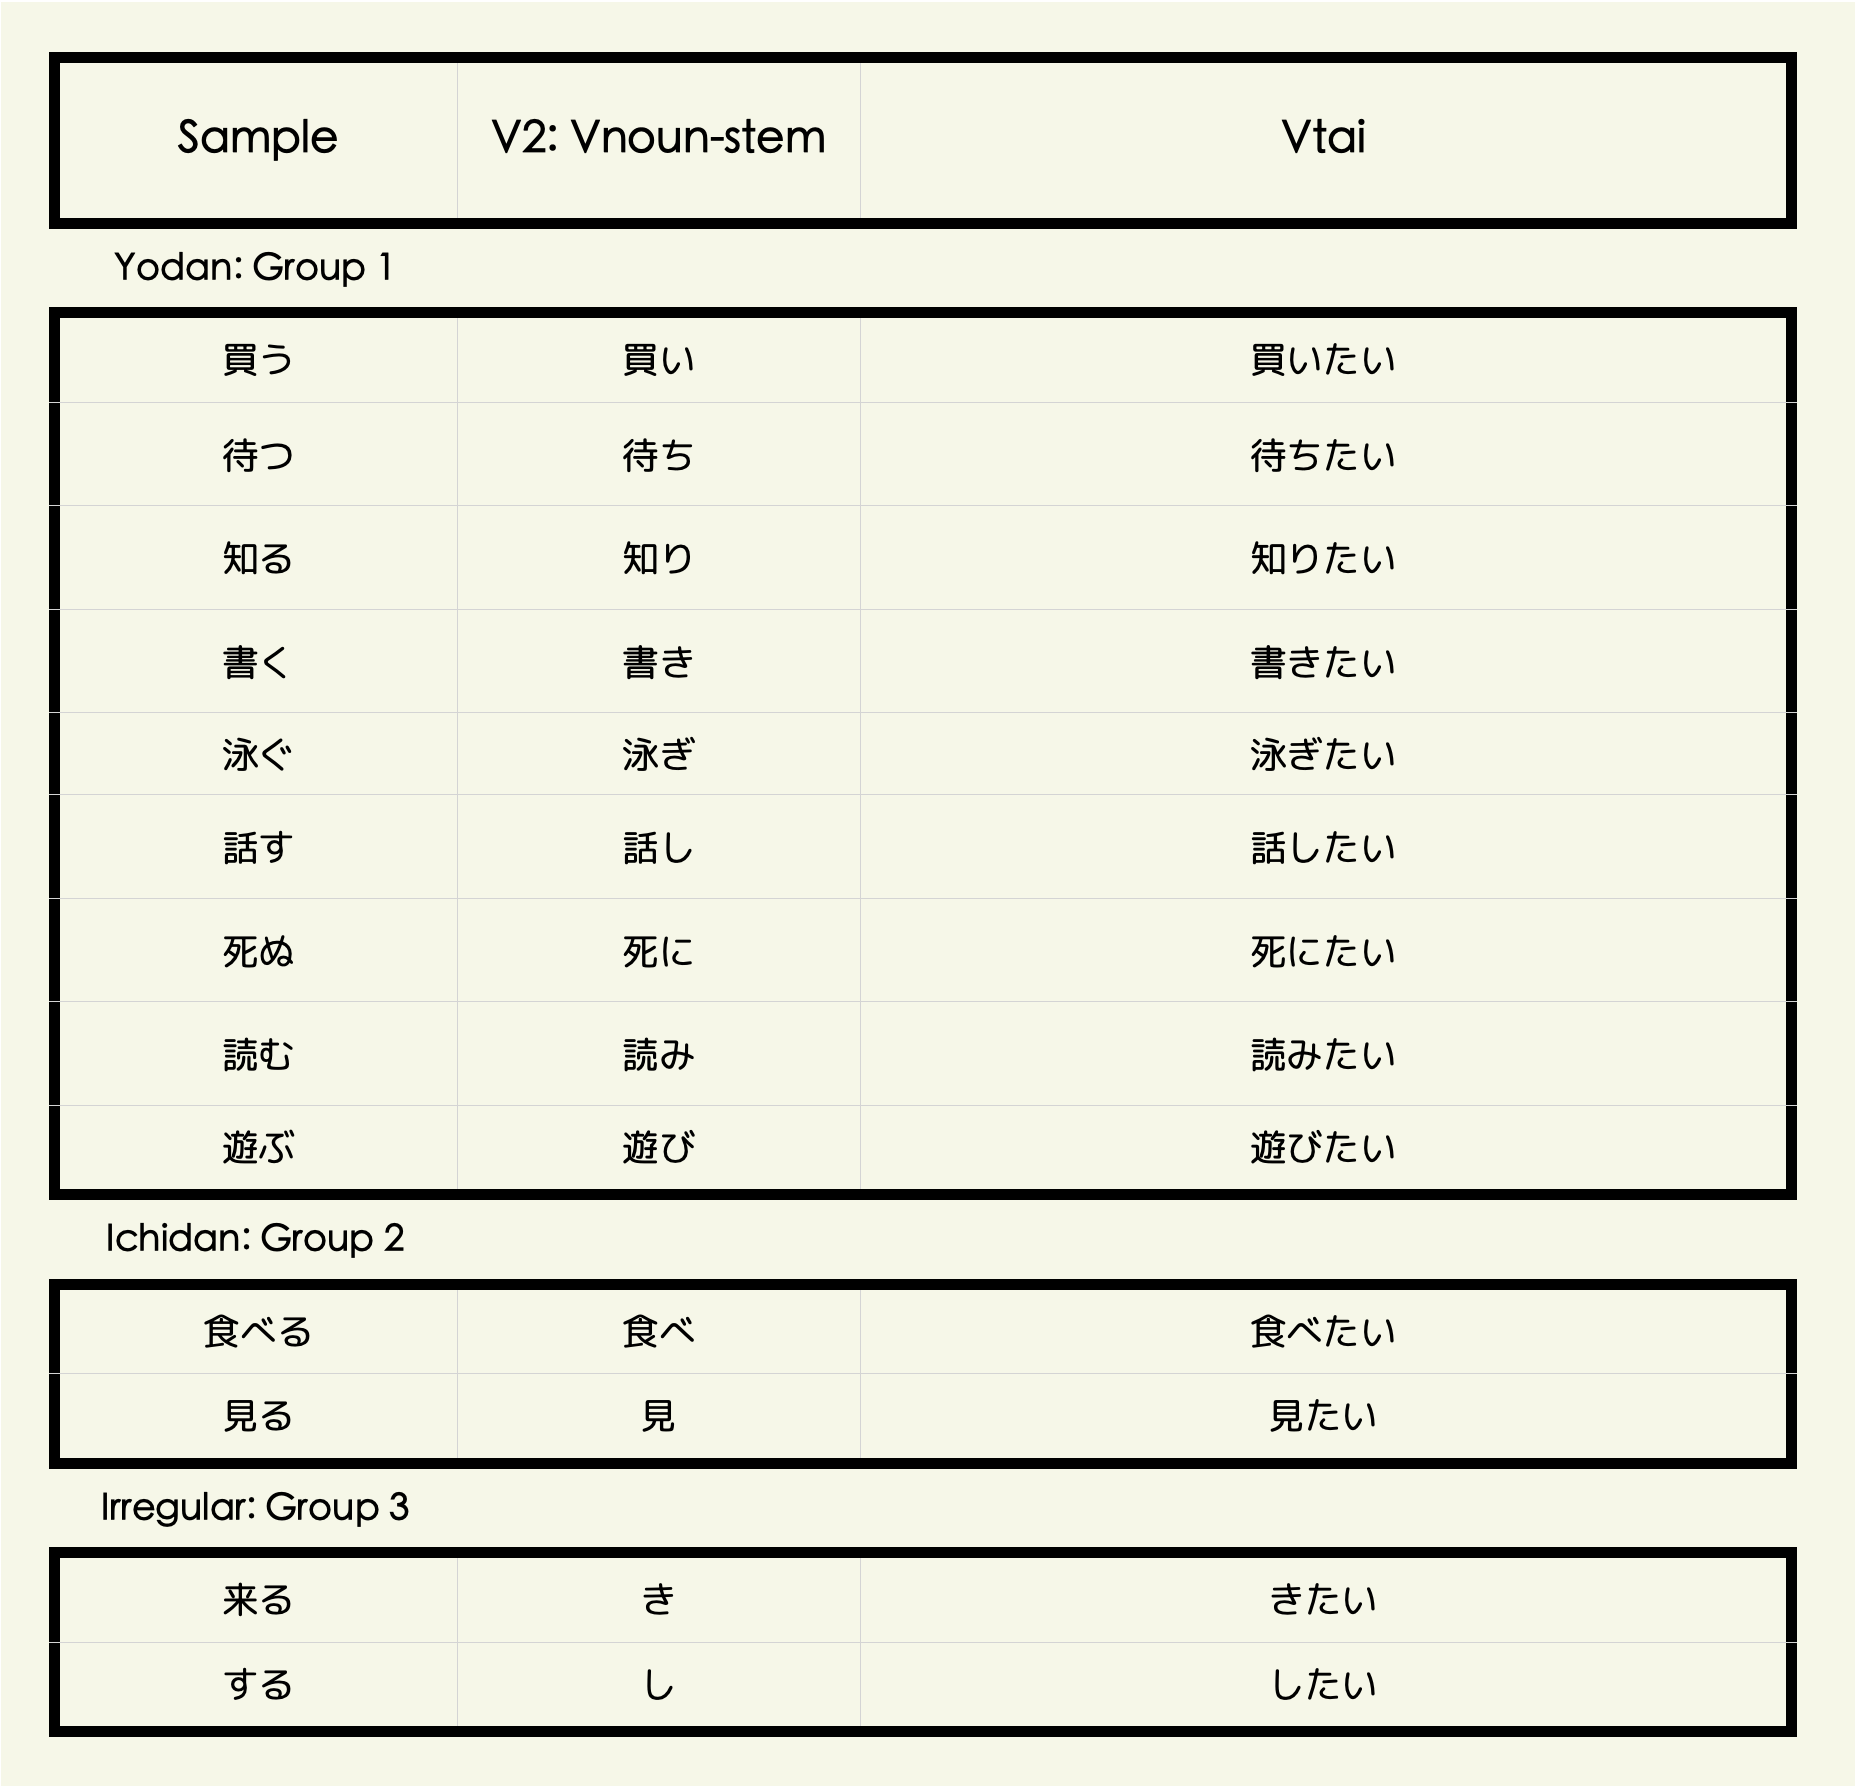 Sample V2: Vnoun-stem Vtai
Yodan: Group 1
買う 買い 買いたい
待つ 待ち 待ちたい
知る 知り 知りたい
書く 書き 書きたい
泳ぐ 泳ぎ 泳ぎたい
話す 話し 話したい
死ぬ 死に 死にたい
読む 読み 読みたい
遊ぶ 遊び 遊びたい
Ichidan: Group 2
食べる 食べ 食べたい
見る 見 見たい
Irregular: Group 3
来る き きたい
する し したい